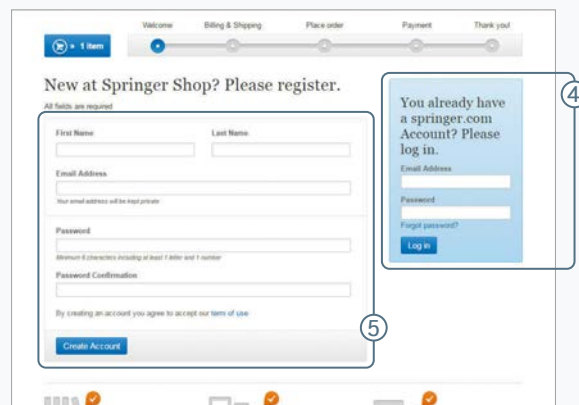 Welcome Billing & Shipping Place order Payment Thank you!
1 item
New at Springer Shop? Please register.
All fields are required
First Name Last Name
Email Address
Your email address will be kept private
Password
Minimum 6 characters including at least 1 letter and 1 number
Password Confirmation
By creating an account you agree to accept our term of use
Create Account
5
You already have
a springer.com
Account? Please
log in.
Email Address
Password
Forgot password?
Log in
4